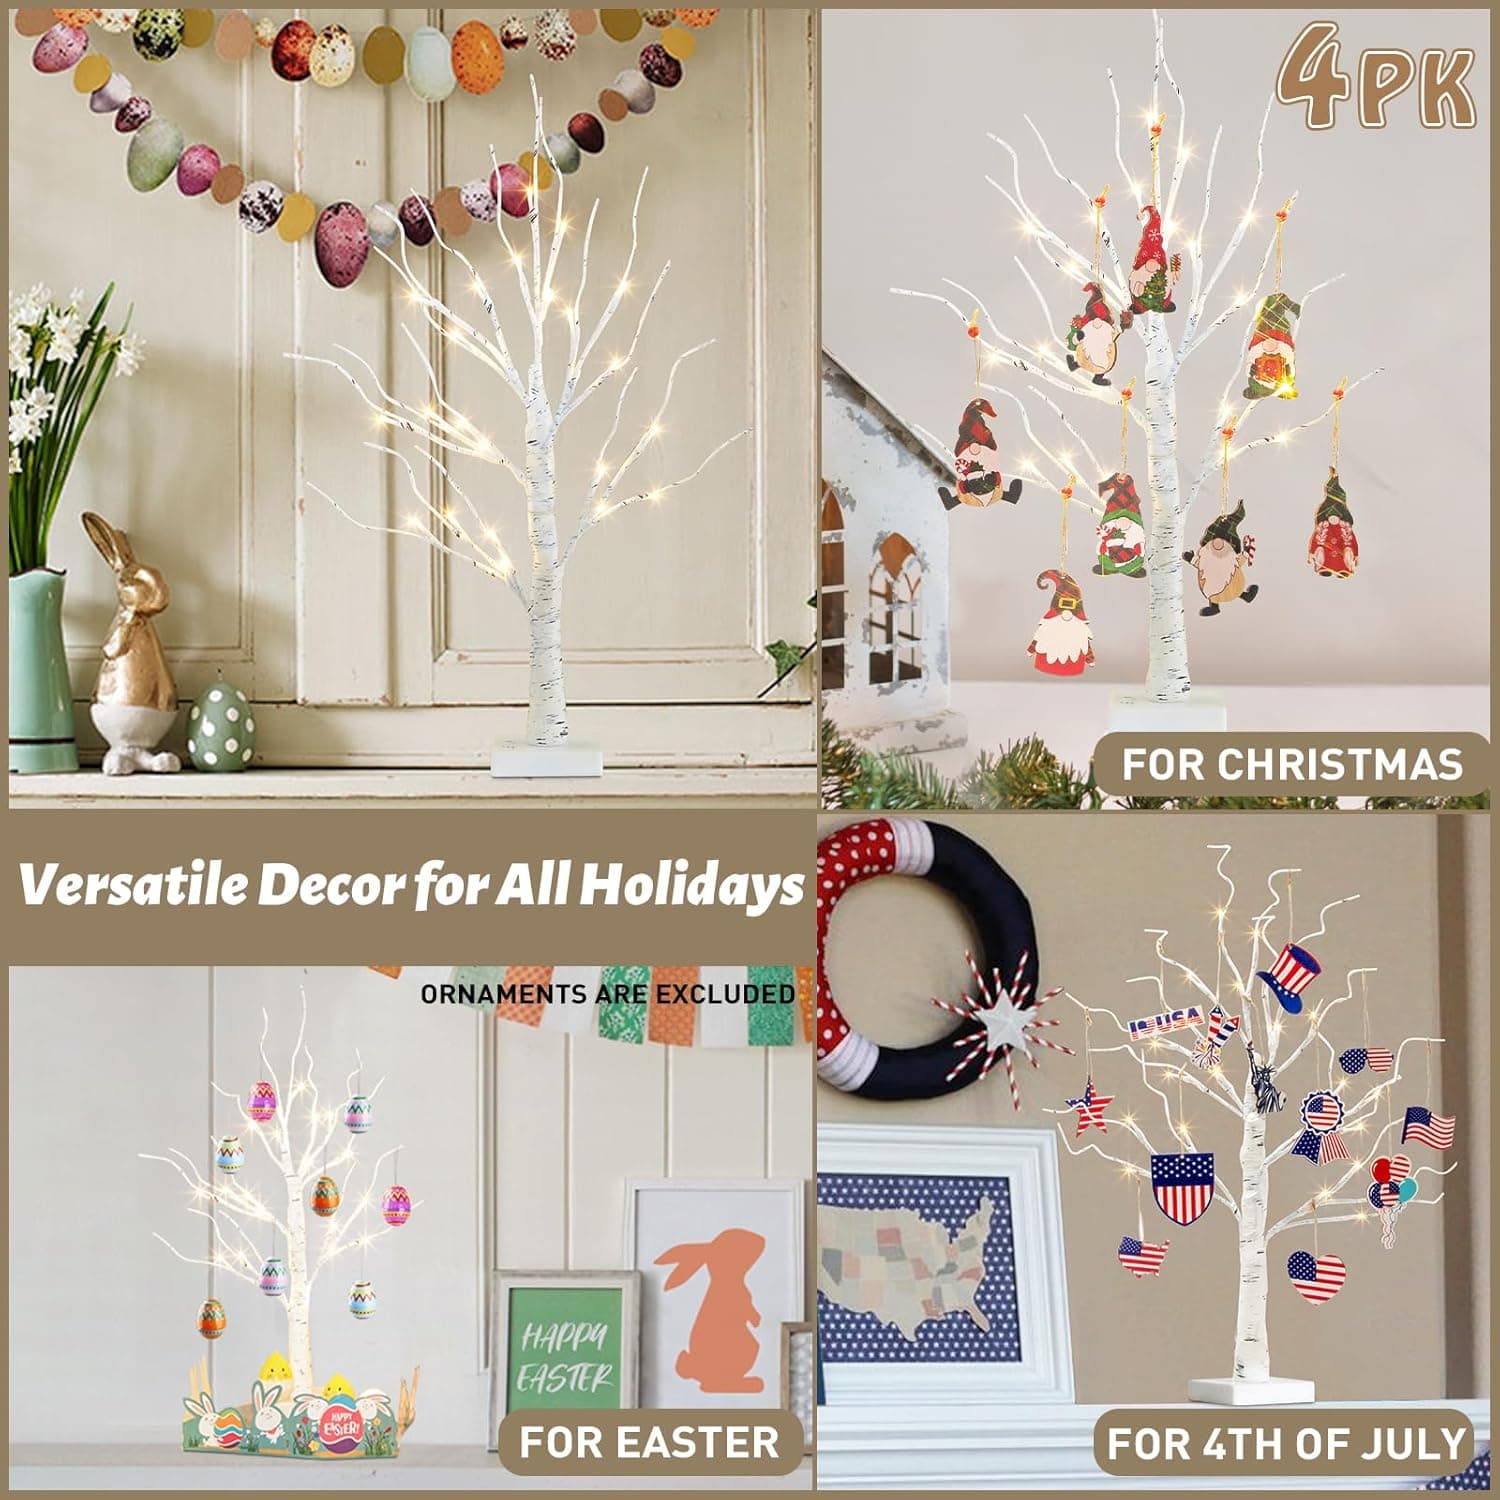 4PK
FOR CHRISTMAS
Versatile Decor for All Holidays
ORNAMENTS ARE EXCLUDED
I USA
HAPPY
EASTER
HAPPY
EASTER!
FOR EASTER
FOR 4TH OF JULY